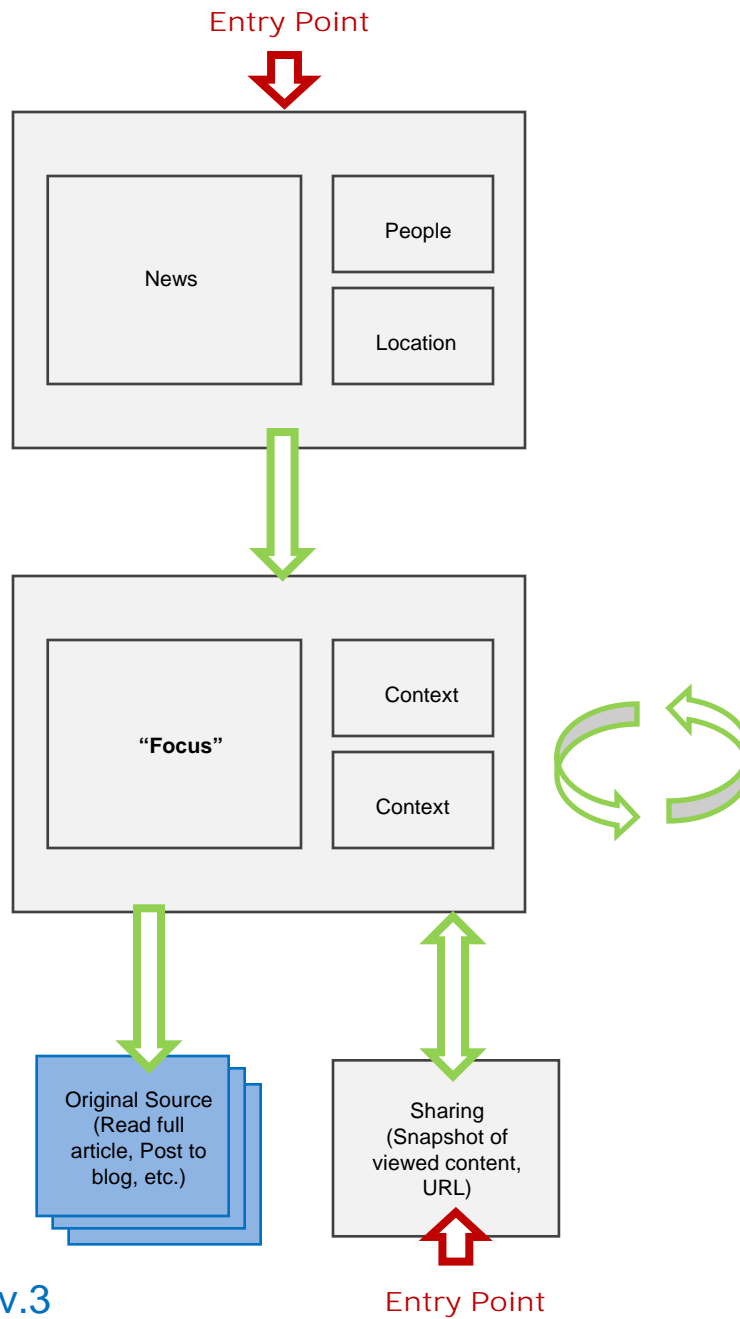 Entry Point
News
People
Location
“Focus”
Context
Context
Original Source
(Read full
article, Post to
blog, etc.)
Sharing
(Snapshot of
viewed content,
URL)
v.3
Entry Point